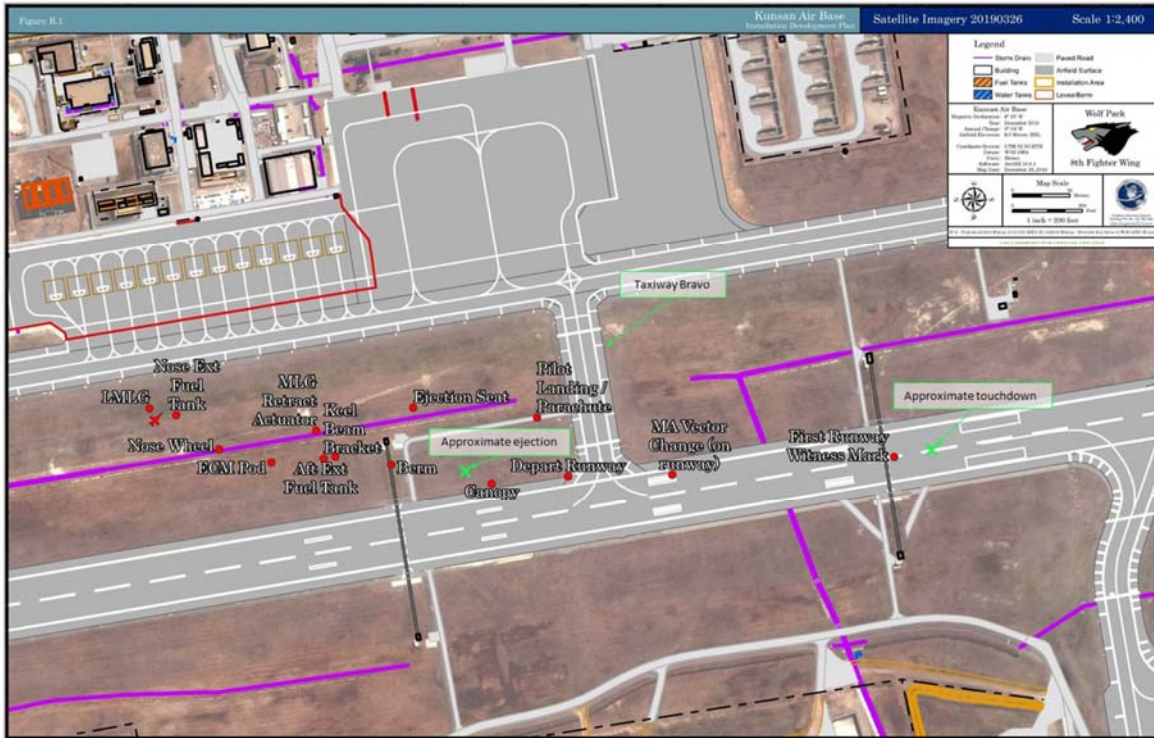 Figure B.1
Kunsan Air Base
Installation Development Plan
Satellite Imagery 20190326
Scale 1:2,400
Legend
Storm Drain
Paved Road
Building
Airfield Surface
Fuel Tanks
Installation Area
Water Tanks
Levee/Berm
Kunsan Air Base
Wolf Pack
8th Fighter Wing
Map Scale
1 inch = 200 feet
Taxiway Bravo
Nose Ext
Fuel
Tank
LMLG
MLG
Retract
Actuator
Keel
Beam
Bracket
Ejection Seat
Pilot
Landing /
Parachute
Approximate touchdown
Nose Wheel
ECM Pod
Aft Ext
Fuel Tank
Berm
Approximate ejection
Canopy
Depart Runway
MA Vector
Change (on
runway)
First Runway
Witness Mark